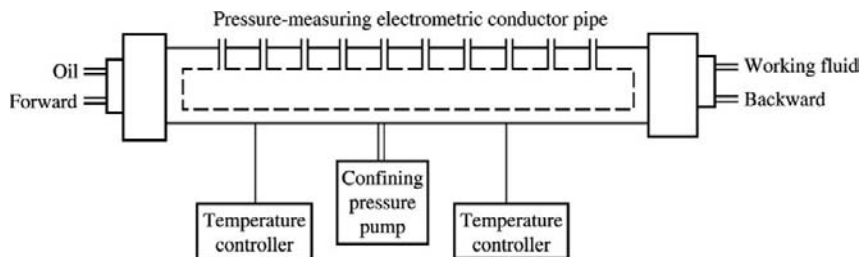 Pressure-measuring electrometric conductor pipe
Oil
Forward
Working fluid
Backward
Temperature
controller
Confining
pressure
pump
Temperature
controller